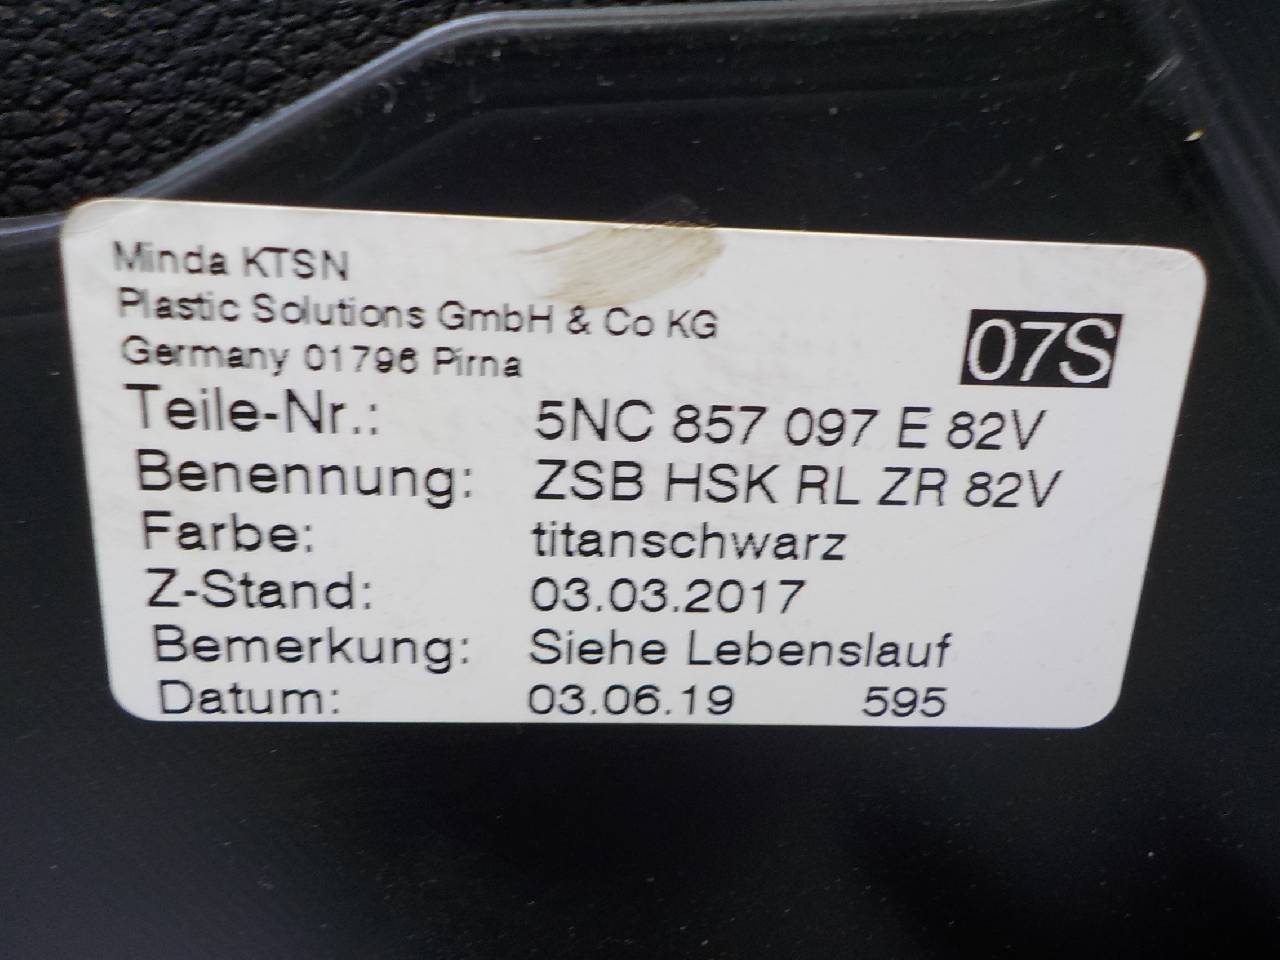 Minda KTSN
Plastic Solutions GmbH & Co KG
Germany 01796 Pirna
07S
Teile-Nr.: 5NC 857 097 E 82V
Benennung: ZSB HSK RL ZR 82V
Farbe: titanschwarz
Z-Stand: 03.03.2017
Bemerkung: Siehe Lebenslauf
Datum: 03.06.19 595